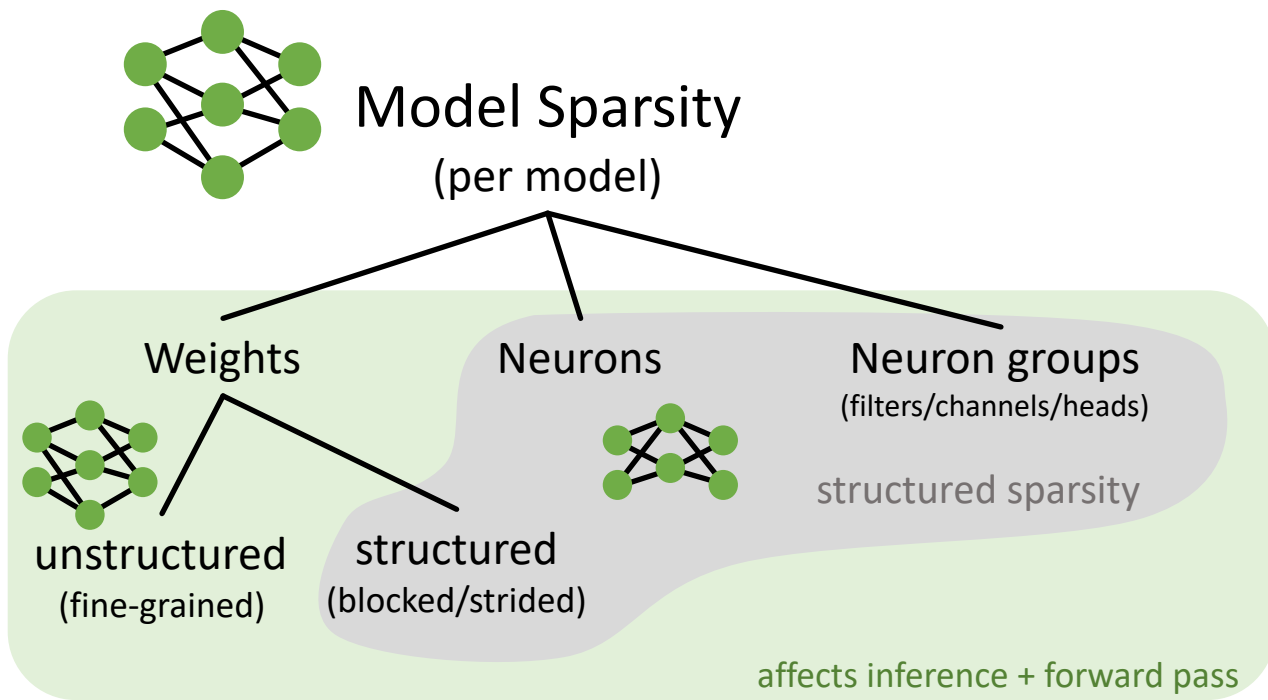 Model Sparsity
(per model)
Weights
Neurons
Neuron groups
(filters/channels/heads)
structured sparsity
unstructured
(fine-grained)
structured
(blocked/strided)
affects inference + forward pass